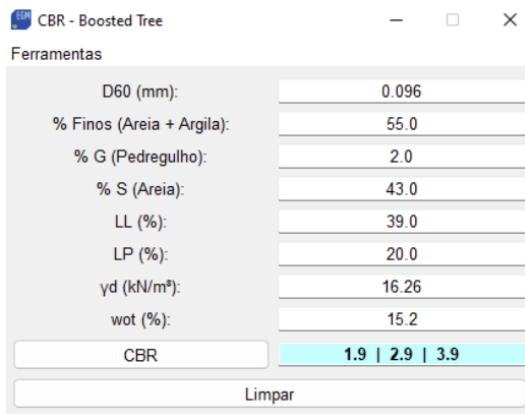 EGM CBR - Boosted Tree
Ferramentas
D60 (mm): 0.096
% Finos (Areia + Argila): 55.0
% G (Pedregulho): 2.0
% S (Areia): 43.0
LL (%): 39.0
LP (%): 20.0
γd (kN/m³): 16.26
wot (%): 15.2
CBR 1.9 | 2.9 | 3.9
Limpar